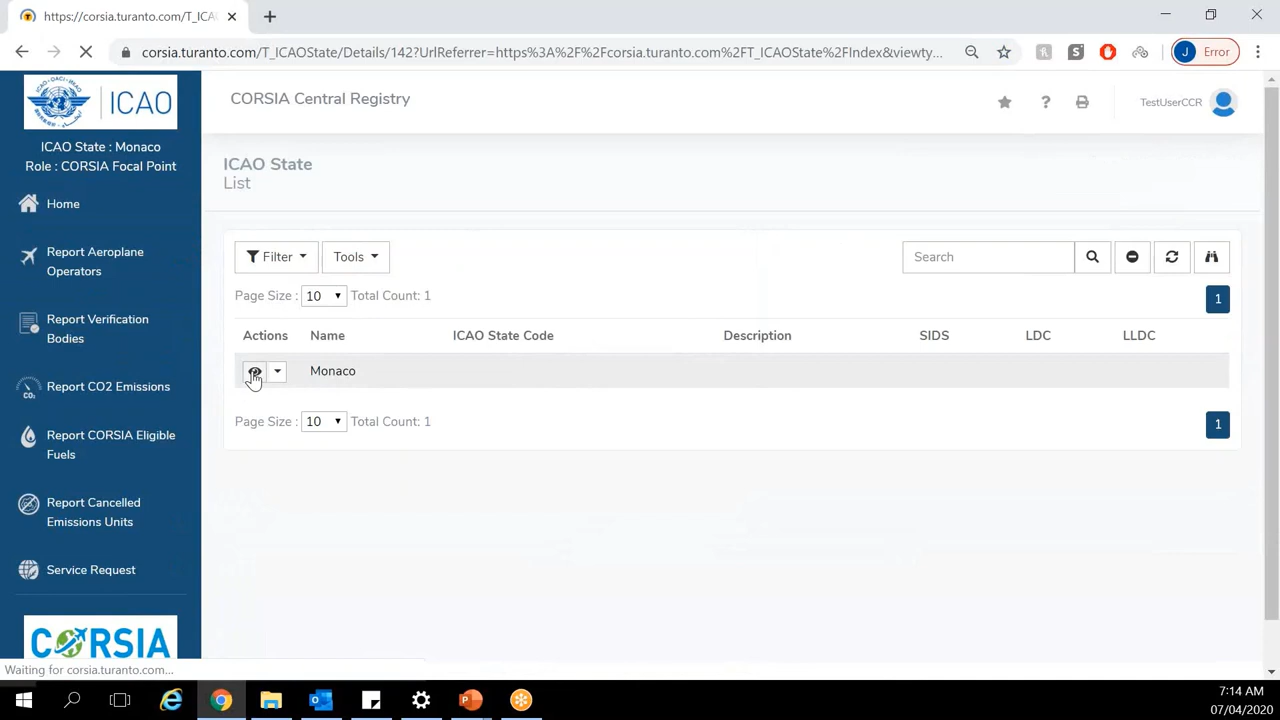 https://corsia.turanto.com/T_ICA
corsia.turanto.com/T_ICAOState/Details/142?UrlReferrer=https%3A%2F%2Fcorsia.turanto.com%2FT_ICAOState%2FIndex&viewty...
J Error
ICAO
CORSIA Central Registry
TestUserCCR
ICAO State : Monaco
Role : CORSIA Focal Point
ICAO State
List
Home
Report Aeroplane
Operators
Filter
Tools
Search
Page Size :
10
Total Count: 1
1
Report Verification
Bodies
Actions
Name
ICAO State Code
Description
SIDS
LDC
LLDC
Monaco
CO2
Report CO2 Emissions
Page Size :
10
Total Count: 1
1
Report CORSIA Eligible
Fuels
Report Cancelled
Emissions Units
Service Request
CORSIA
Waiting for corsia.turanto.com...
7:14 AM
07/04/2020